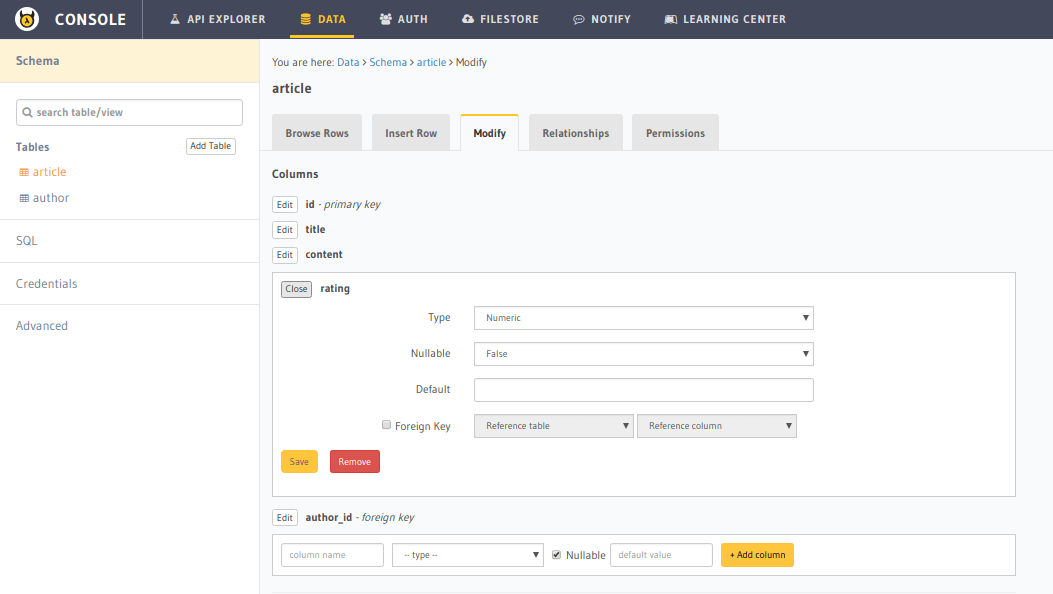 CONSOLE API EXPLORER DATA AUTH FILESTORE NOTIFY LEARNING CENTER
Schema
search table/view
Tables Add Table
article
author
SQL
Credentials
Advanced
You are here: Data > Schema > article > Modify
article
Browse Rows Insert Row Modify Relationships Permissions
Columns
Edit id - primary key
Edit title
Edit content
Close rating
Type Numeric
Nullable False
Default
Foreign Key Reference table Reference column
Save Remove
Edit author_id - foreign key
column name -- type -- Nullable default value + Add column